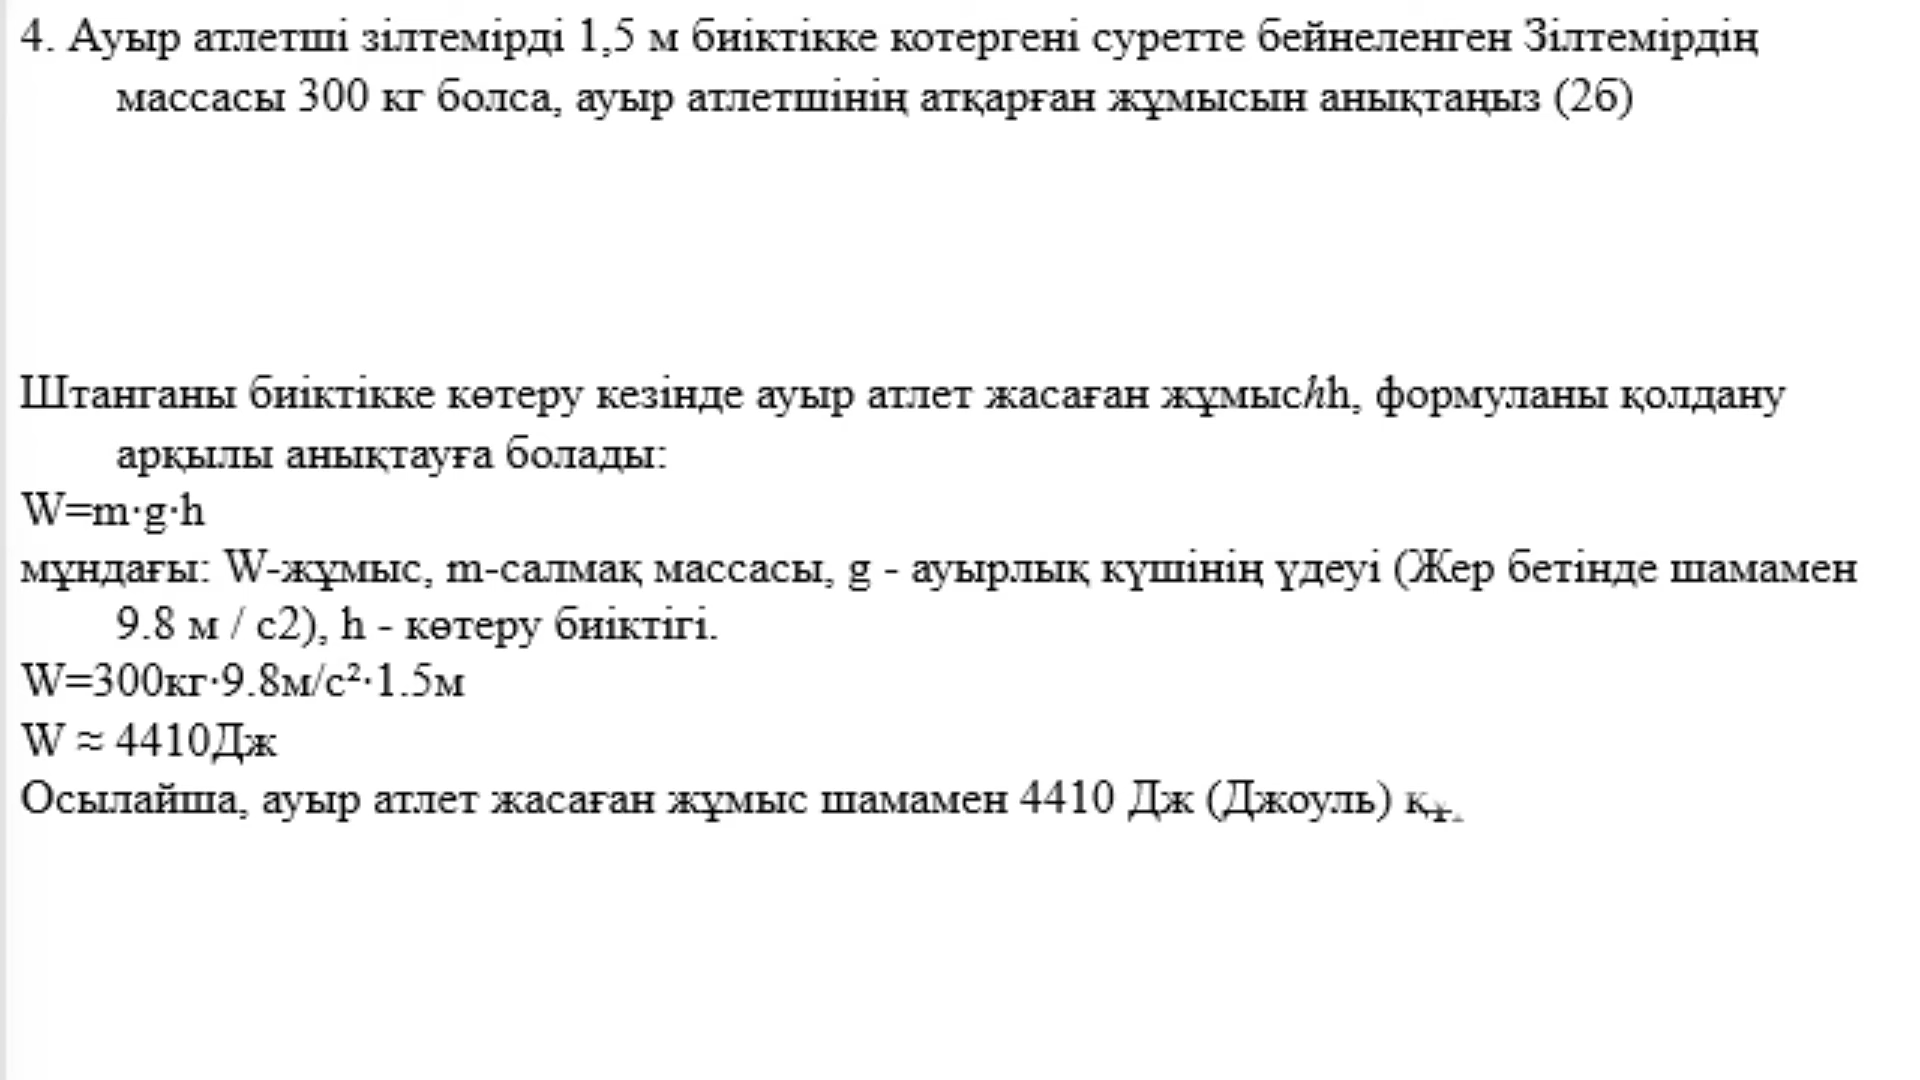 4. Ауыр атлетші зілтемірді 1,5 м биіктікке котергені суретте бейнеленген Зілтемірдің
массасы 300 кг болса, ауыр атлетшінің атқарған жұмысын анықтаңыз (2б)
Штанганы биіктікке көтеру кезінде ауыр атлет жасаған жұмысhh, формуланы қолдану
арқылы анықтауға болады:
W=m·g·h
мұндағы: W-жұмыс, m-салмақ массасы, g - ауырлық күшінің үдеуі (Жер бетінде шамамен
9.8 м / с2), h - көтеру биіктігі.
W=300кг·9.8м/с²·1.5м
W ≈ 4410Дж
Осылайша, ауыр атлет жасаған жұмыс шамамен 4410 Дж (Джоуль)